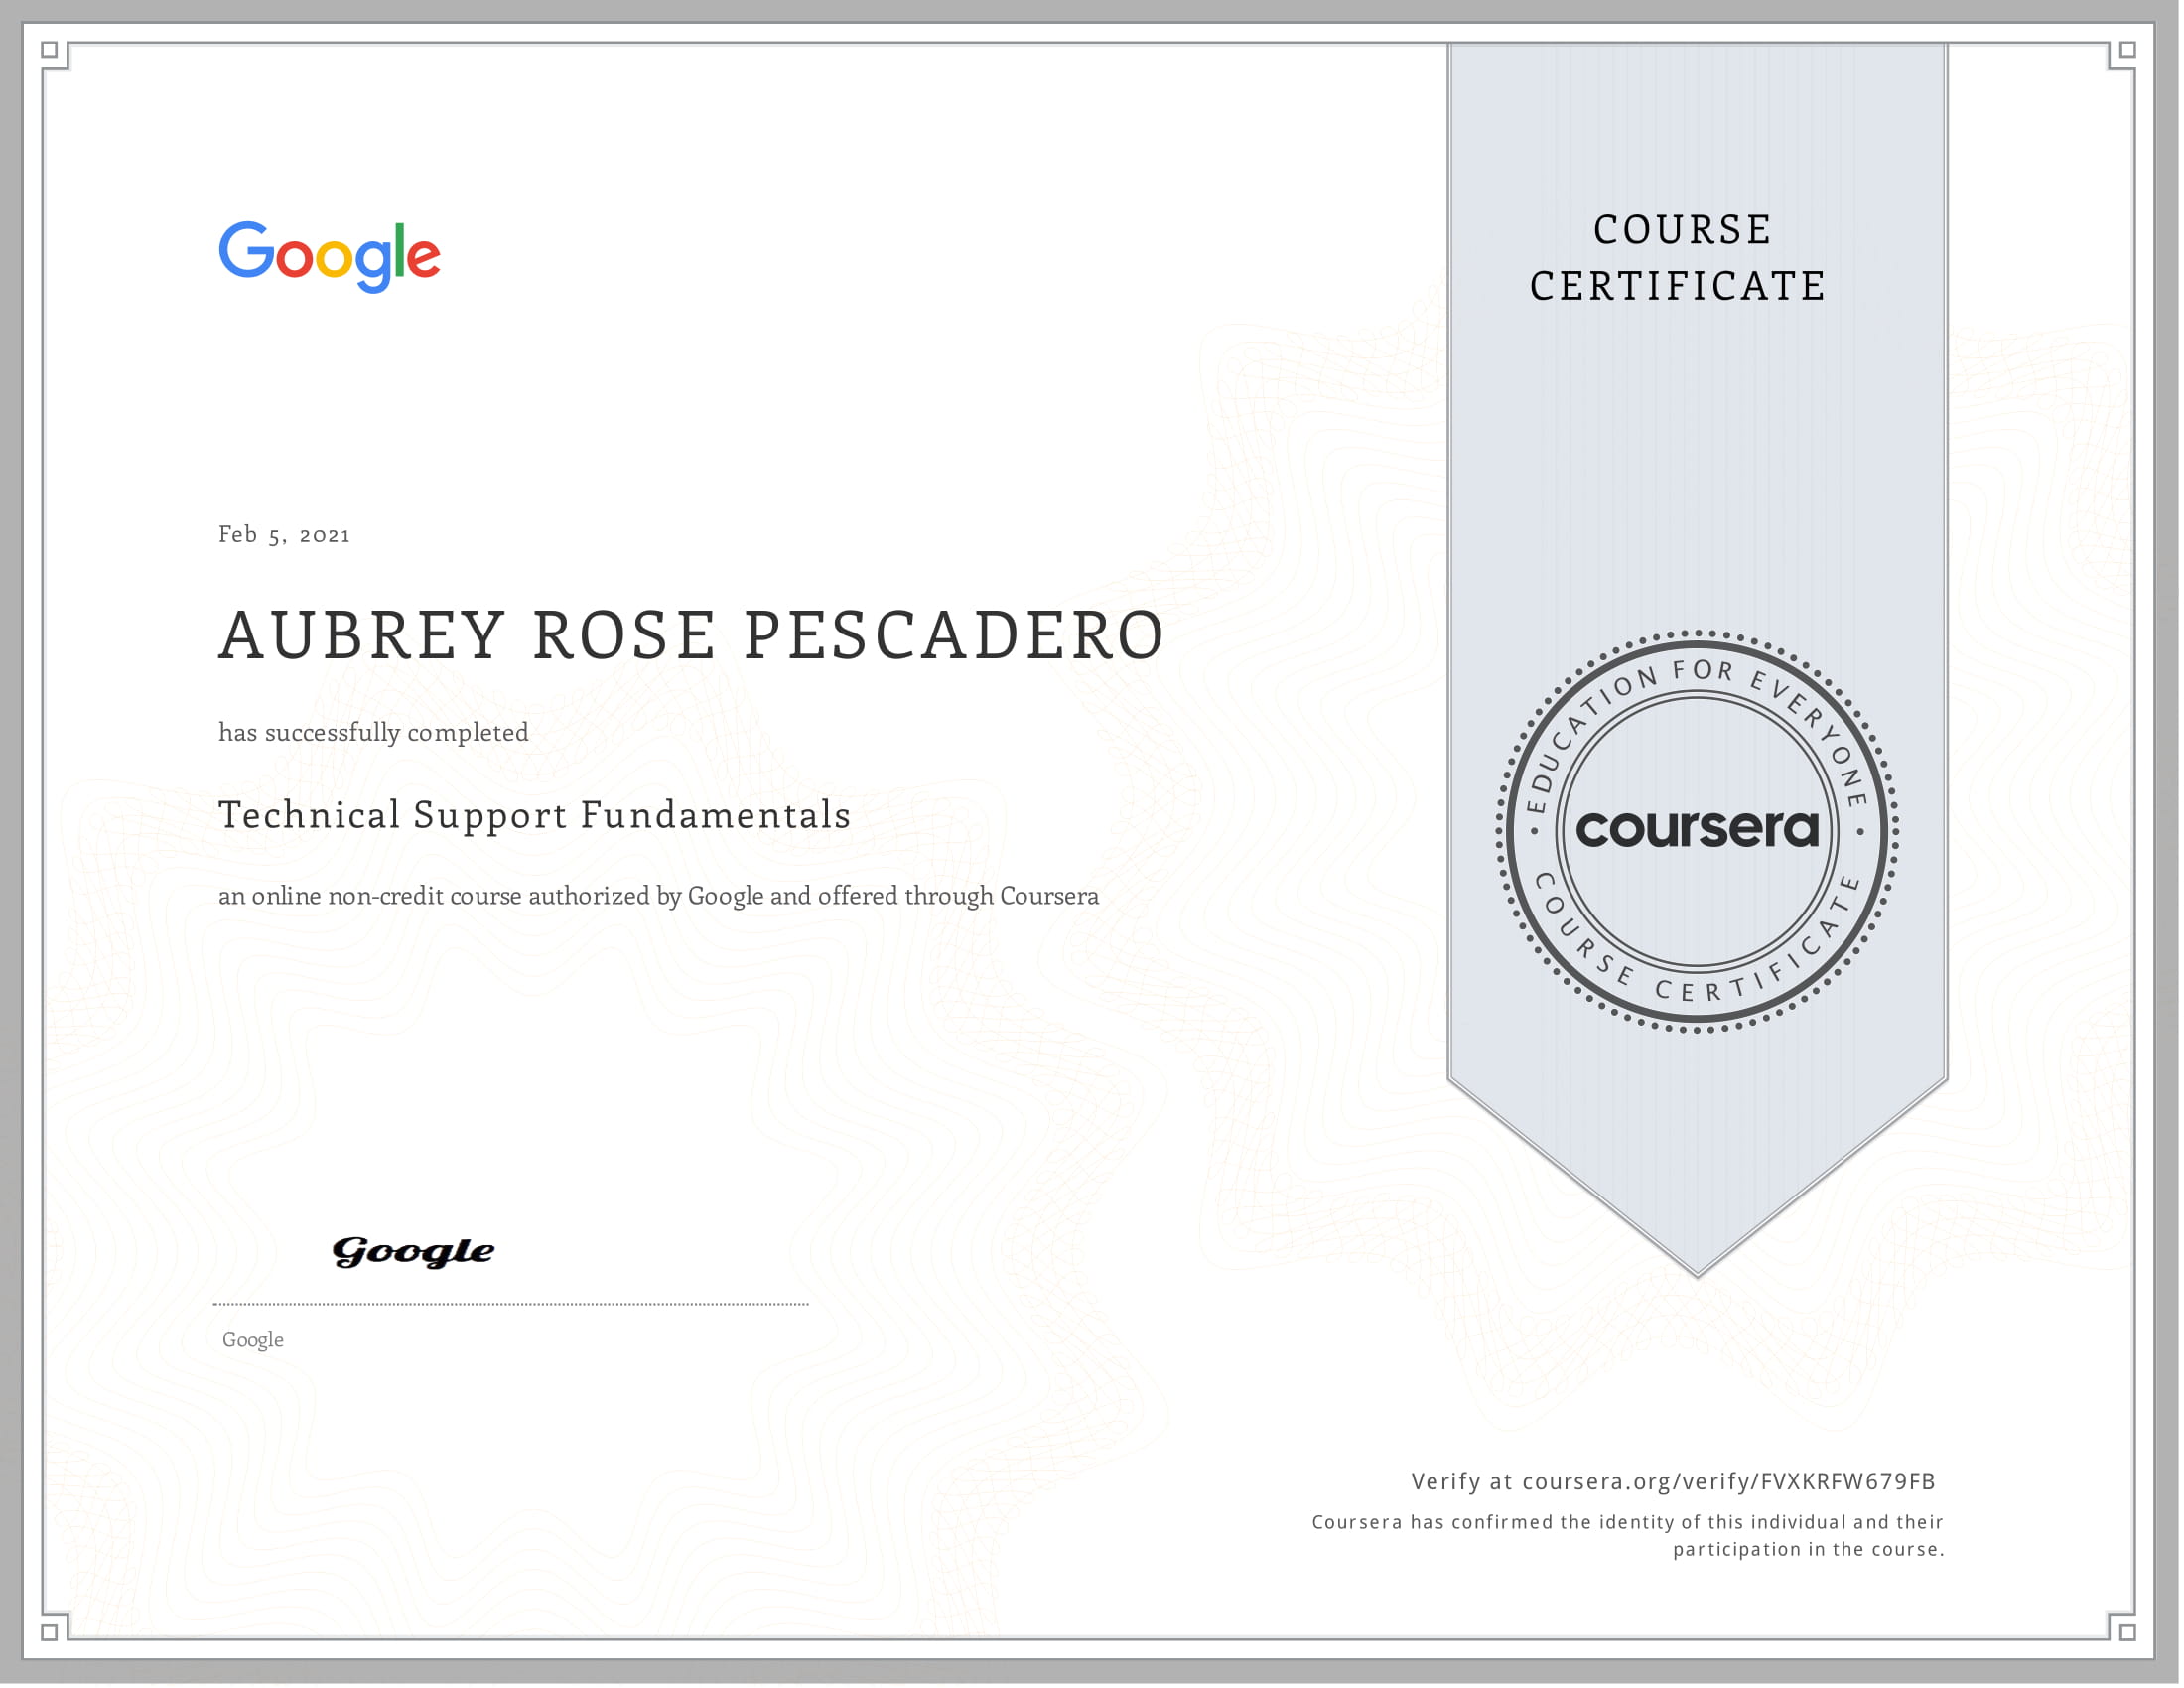 Google
COURSE
CERTIFICATE
Feb 5, 2021
AUBREY ROSE PESCADERO
has successfully completed
Technical Support Fundamentals
an online non-credit course authorized by Google and offered through Coursera
EDUCATION FOR EVERYONE
coursera
COURSE CERTIFICATE
Google
Google
Verify at coursera.org/verify/FVXKRFW679FB
Coursera has confirmed the identity of this individual and their
participation in the course.